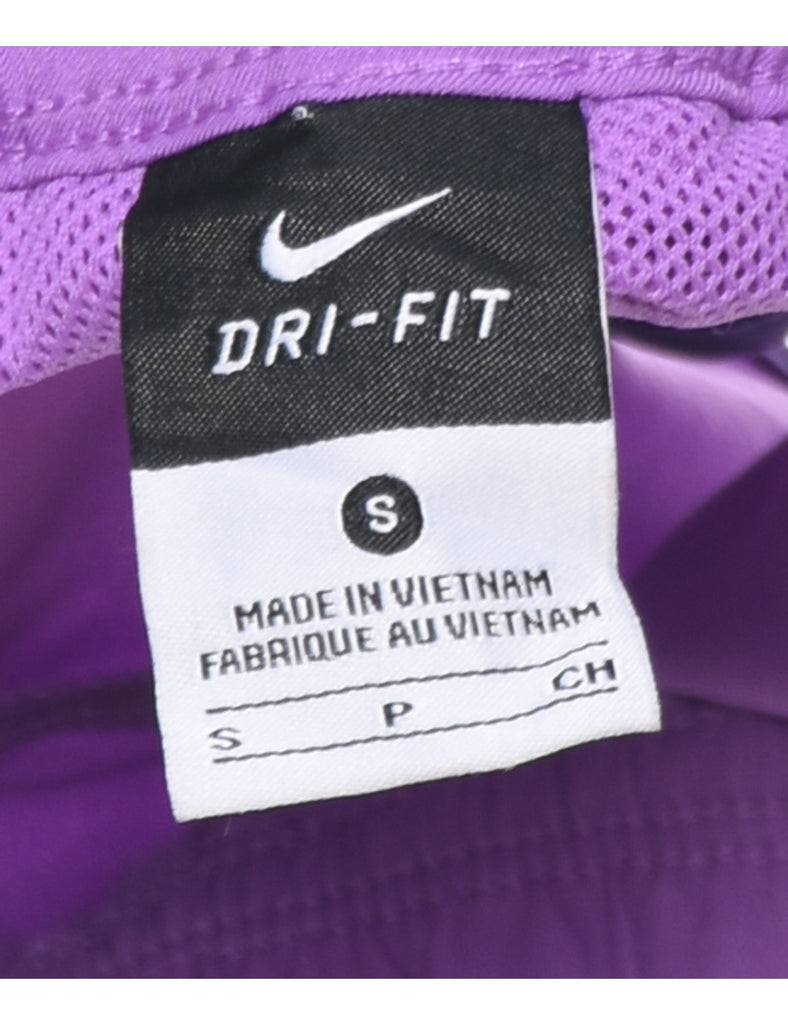 DRI-FIT
S
MADE IN VIETNAM
FABRIQUE AU VIETNAM
S P CH